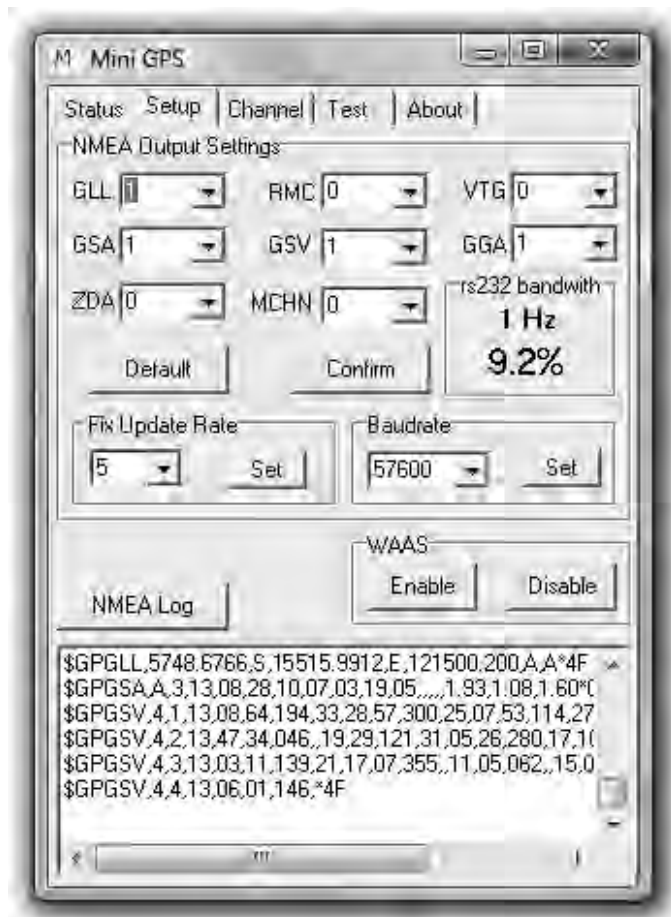 M Mini GPS
Status Setup Channel Test About
NMEA Output Settings
GLL 1 RMC 0 VTG 0
GSA 1 GSV 1 GGA 1
ZDA 0 MCHN 0 rs232 bandwith
1 Hz
Default Confirm 9.2%
Fix Update Rate Baudrate
5 Set 57600 Set
WAAS
NMEA Log Enable Disable
$GPGLL,5748.6766,S,15515.9912,E,121500.200,A,A*4F
$GPGSA,A,3,13,08,28,10,07,03,19,05,,,,,1.93,1.08,1.60*
$GPGSV,4,1,13,08,64,194,33,28,57,300,25,07,53,114,27
$GPGSV,4,2,13,47,34,046,,19,29,121,31,05,26,280,17,1
$GPGSV,4,3,13,03,11,139,21,17,07,355,,11,05,062,,15,0
$GPGSV,4,4,13,06,01,146,*4F